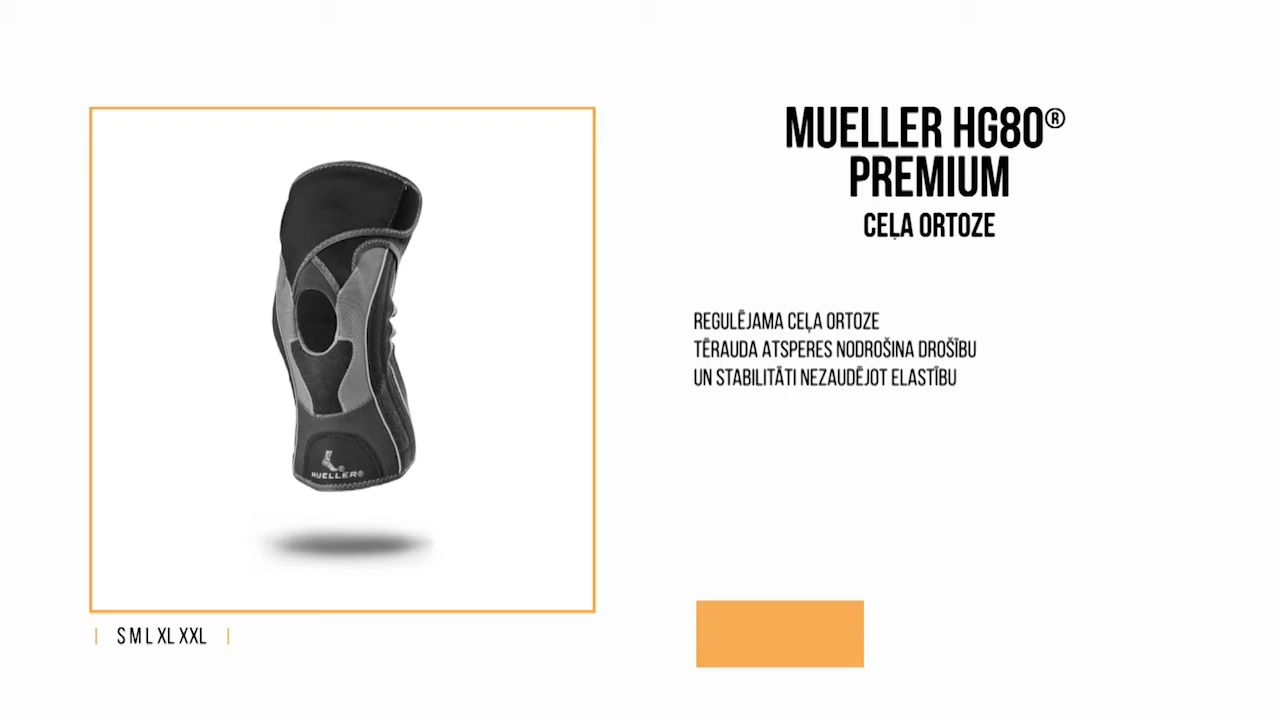 MUELLER HG80®
PREMIUM
CEĻA ORTOZE
REGULĒJAMA CEĻA ORTOZE
TĒRAUDA ATSPERES NODROŠINA DROŠĪBU
UN STABILITĀTI NEZAUDĒJOT ELASTĪBU
MUELLER®
S M L XL XXL